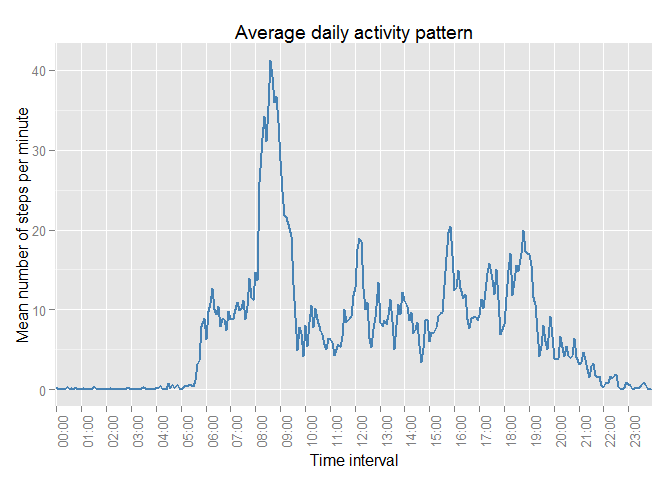 Average daily activity pattern
Mean number of steps per minute
40
30
20
10
0
00:00 01:00 02:00 03:00 04:00 05:00 06:00 07:00 08:00 09:00 10:00 11:00 12:00 13:00 14:00 15:00 16:00 17:00 18:00 19:00 20:00 21:00 22:00 23:00
Time interval